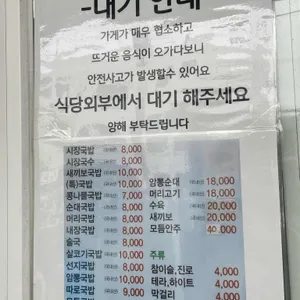 -대기 안내-
가게가 매우 협소하고
뜨거운 음식이 오가다보니
안전사고가 발생할수 있어요
식당외부에서 대기 해주세요
양해 부탁드립니다
시장국밥 8,000
시장국수 8,000
새끼보국밥 10,000
(특)국밥 10,000
콩나물국밥 7,000
순대국밥 8,000
머리국밥 8,000
내장국밥 8,000
술국 8,000
실코기국밥 10,000
선지국밥 8,000
암뽕국밥 10,000
따로국밥 9,000
암뽕순대 18,000
머리고기 18,000
수육 20,000
새끼보 20,000
모듬안주 40,000
주류
참이슬,진로 4,000
테라,하이트 4,000
막걸리 4,000